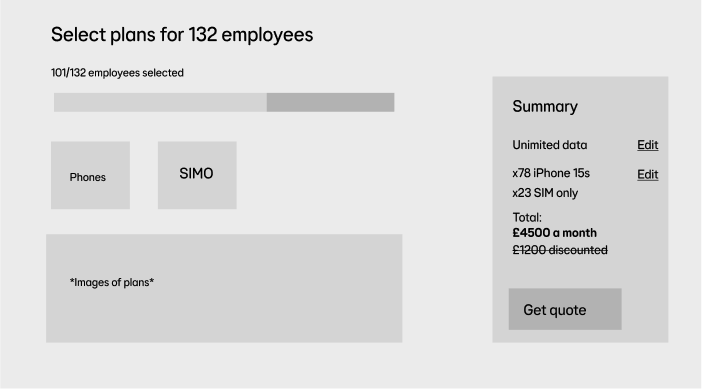 Select plans for 132 employees
101/132 employees selected
Phones
SIMO
*Images of plans*
Summary
Unimited data
Edit
x78 iPhone 15s
Edit
x23 SIM only
Total:
£4500 a month
£1200 discounted
Get quote